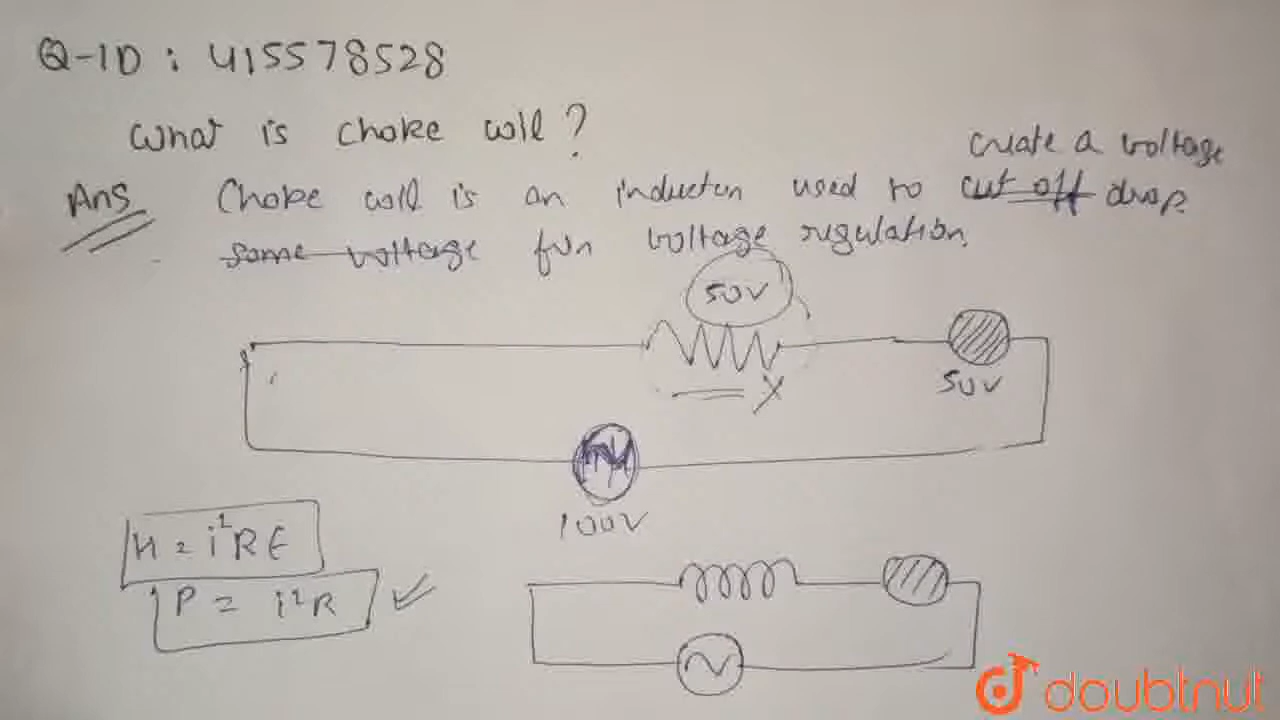 Q-ID : 415578528
What is choke coil ?
create a voltage
Ans Choke coil is an inductor used to cut off drop
some voltage for voltage regulation.
50V
X
50V
100V
H = i²Rt
P = i²R
doubtnut